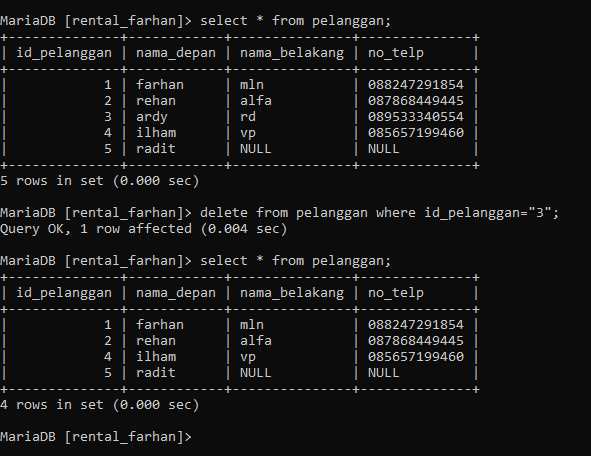 MariaDB [rental_farhan]> select * from pelanggan;
+--------------+------------+---------------+--------------+
| id_pelanggan | nama_depan | nama_belakang | no_telp      |
+--------------+------------+---------------+--------------+
|            1 | farhan     | mln           | 088247291854 |
|            2 | rehan      | alfa          | 087868449445 |
|            3 | ardy       | rd            | 089533340554 |
|            4 | ilham      | vp            | 085657199460 |
|            5 | radit      | NULL          | NULL         |
+--------------+------------+---------------+--------------+
5 rows in set (0.000 sec)
MariaDB [rental_farhan]> delete from pelanggan where id_pelanggan="3";
Query OK, 1 row affected (0.004 sec)
MariaDB [rental_farhan]> select * from pelanggan;
+--------------+------------+---------------+--------------+
| id_pelanggan | nama_depan | nama_belakang | no_telp      |
+--------------+------------+---------------+--------------+
|            1 | farhan     | mln           | 088247291854 |
|            2 | rehan      | alfa          | 087868449445 |
|            4 | ilham      | vp            | 085657199460 |
|            5 | radit      | NULL          | NULL         |
+--------------+------------+---------------+--------------+
4 rows in set (0.000 sec)
MariaDB [rental_farhan]>